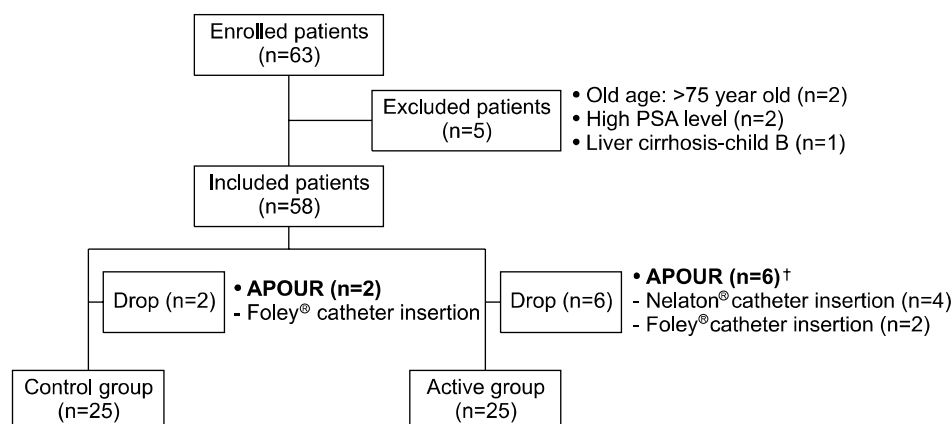 Enrolled patients
(n=63)
Excluded patients
(n=5)
• Old age: >75 year old (n=2)
• High PSA level (n=2)
• Liver cirrhosis-child B (n=1)
Included patients
(n=58)
Drop (n=2)
• APOUR (n=2)
- Foley® catheter insertion
Drop (n=6)
• APOUR (n=6)†
- Nelaton® catheter insertion (n=4)
- Foley® catheter insertion (n=2)
Control group
(n=25)
Active group
(n=25)